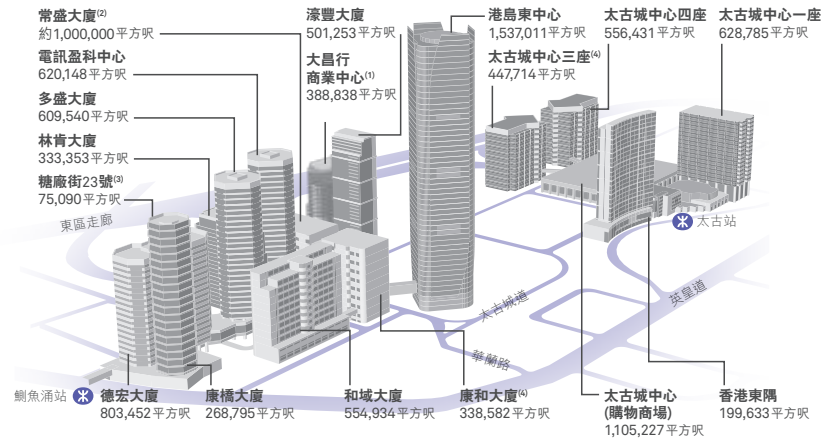 常盛大廈(2)
約1,000,000平方呎
電訊盈科中心
620,148平方呎
多盛大廈
609,540平方呎
林肯大廈
333,353平方呎
糖廠街23號(3)
75,090平方呎
濠豐大廈
501,253平方呎
大昌行
商業中心(1)
388,838平方呎
港島東中心
1,537,011平方呎
太古城中心三座(4)
447,714平方呎
太古城中心四座
556,431平方呎
太古城中心一座
628,785平方呎
東區走廊
太古站
太古城道
英皇道
華蘭路
鰂魚涌站
德宏大廈
803,452平方呎
康橋大廈
268,795平方呎
和域大廈
554,934平方呎
康和大廈(4)
338,582平方呎
太古城中心
(購物商場)
1,105,227平方呎
香港東隅
199,633平方呎